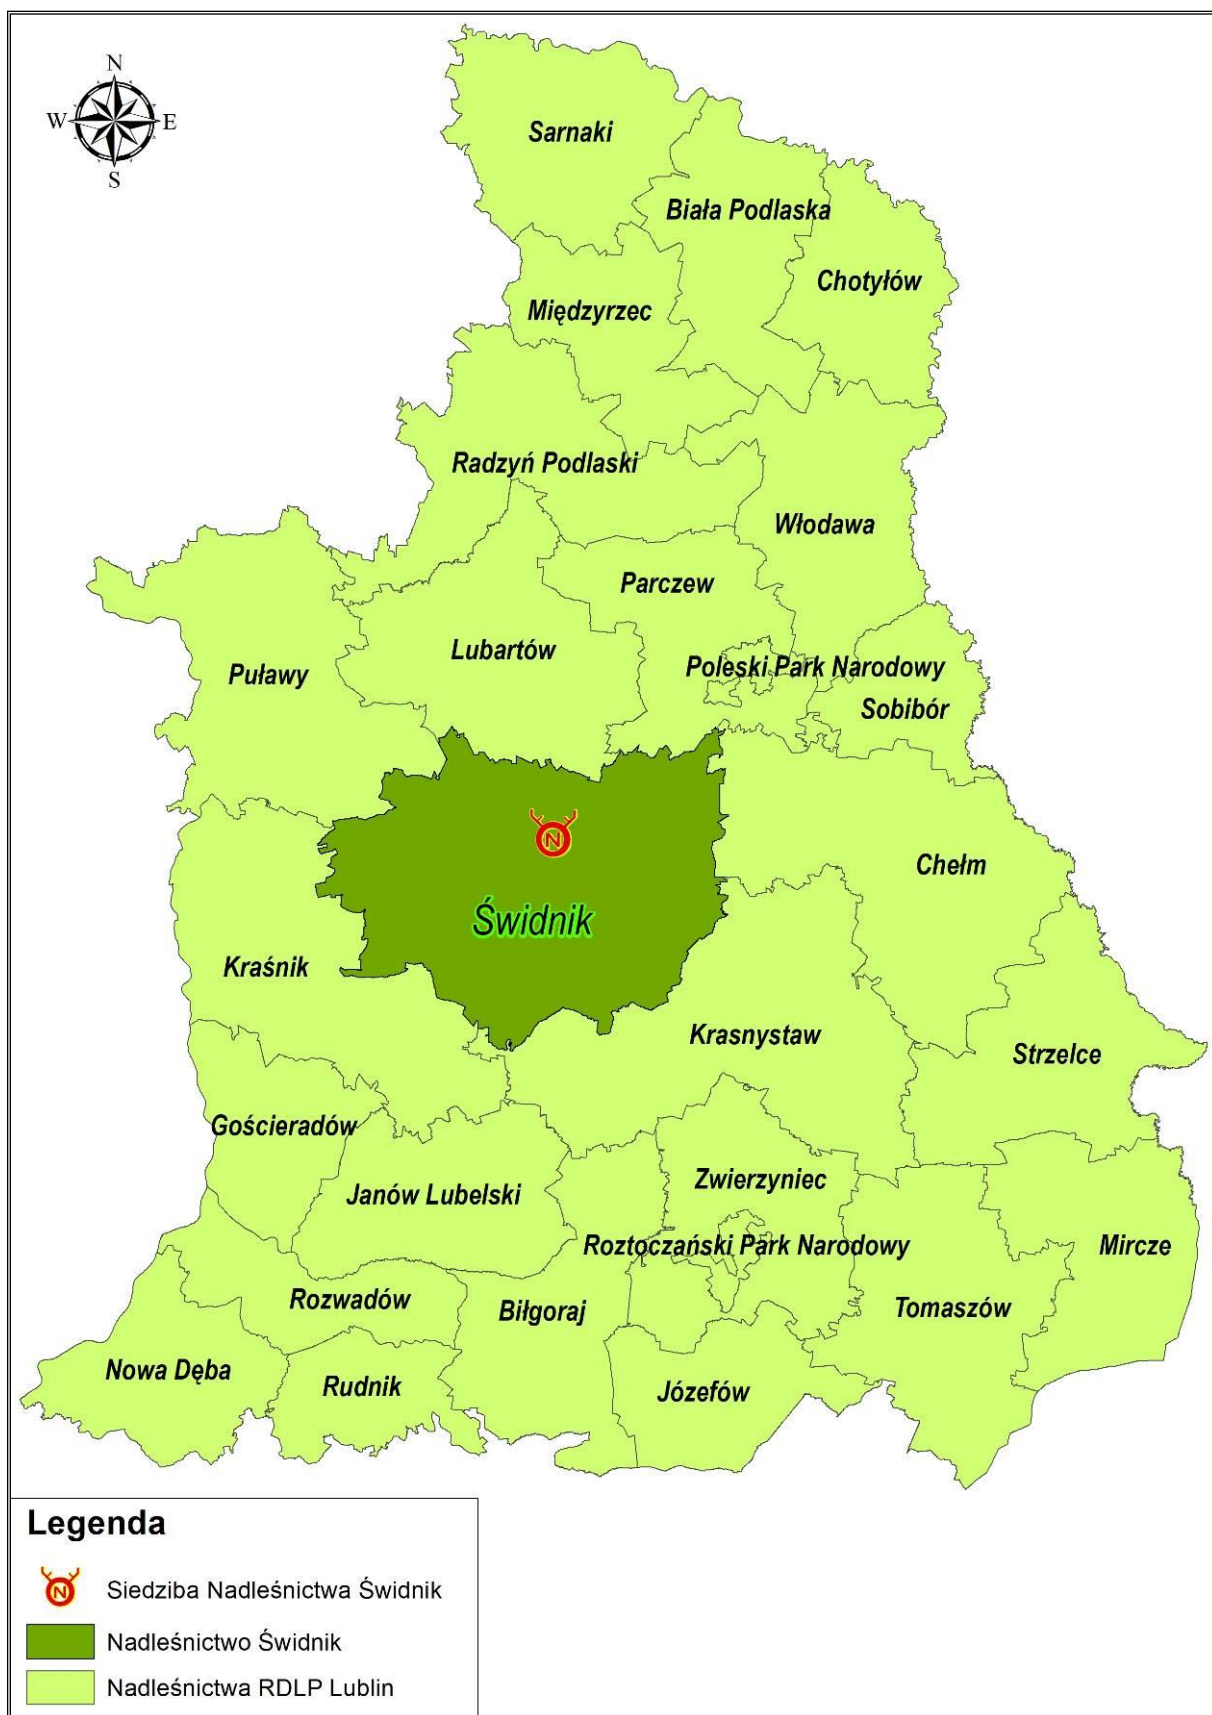 N
W
E
S
Sarnaki
Biała Podlaska
Chotyłów
Międzyrzec
Radzyń Podlaski
Włodawa
Parczew
Lubartów
Poleski Park Narodowy
Puławy
Sobibór
N
Chełm
Świdnik
Kraśnik
Krasnystaw
Strzelce
Gościeradów
Zwierzyniec
Janów Lubelski
Roztoczański Park Narodowy
Mircze
Rozwadów
Biłgoraj
Tomaszów
Nowa Dęba
Rudnik
Józefów
Legenda
N Siedziba Nadleśnictwa Świdnik
Nadleśnictwo Świdnik
Nadleśnictwa RDLP Lublin